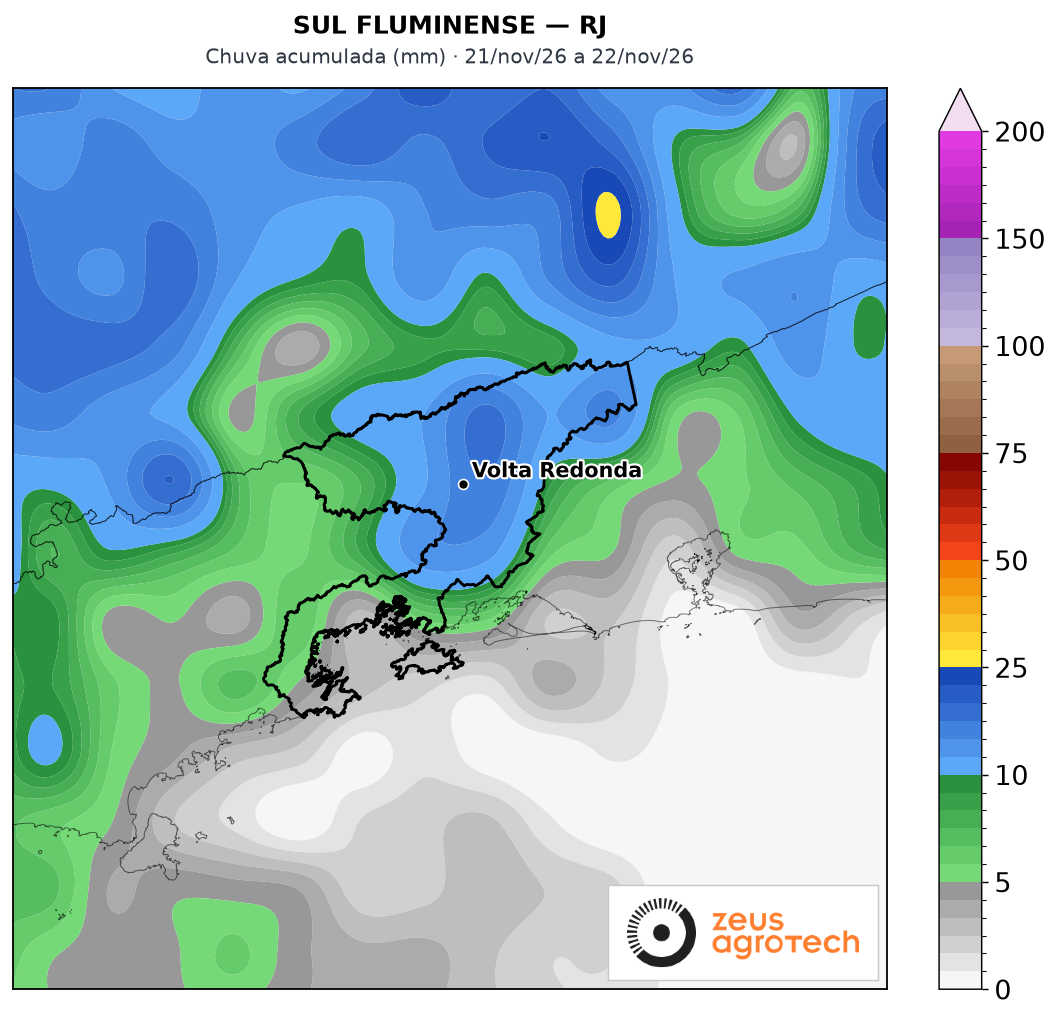 SUL FLUMINENSE — RJ
Chuva acumulada (mm) · 21/nov/26 a 22/nov/26
200
150
100
75
50
25
10
5
0
Volta Redonda
zeus
agrotech